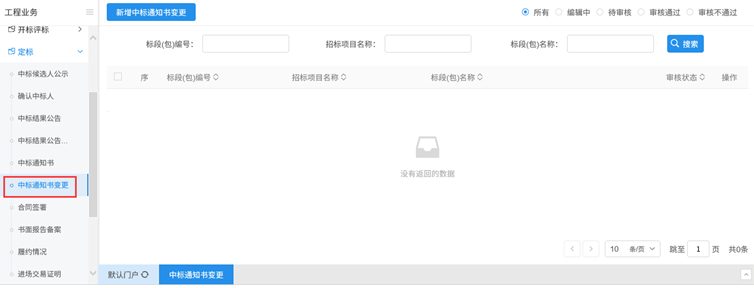 工程业务
开标评标
定标
中标候选人公示
确认中标人
中标结果公告
中标结果公告...
中标通知书
中标通知书变更
合同签署
书面报告备案
履约情况
进场交易证明
新增中标通知书变更
所有 编辑中 待审核 审核通过 审核不通过
标段(包)编号： 招标项目名称： 标段(包)名称： 搜索
序 标段(包)编号 招标项目名称 标段(包)名称 审核状态 操作
没有返回的数据
10 条/页 跳至 1 页 共0条
默认门户 中标通知书变更